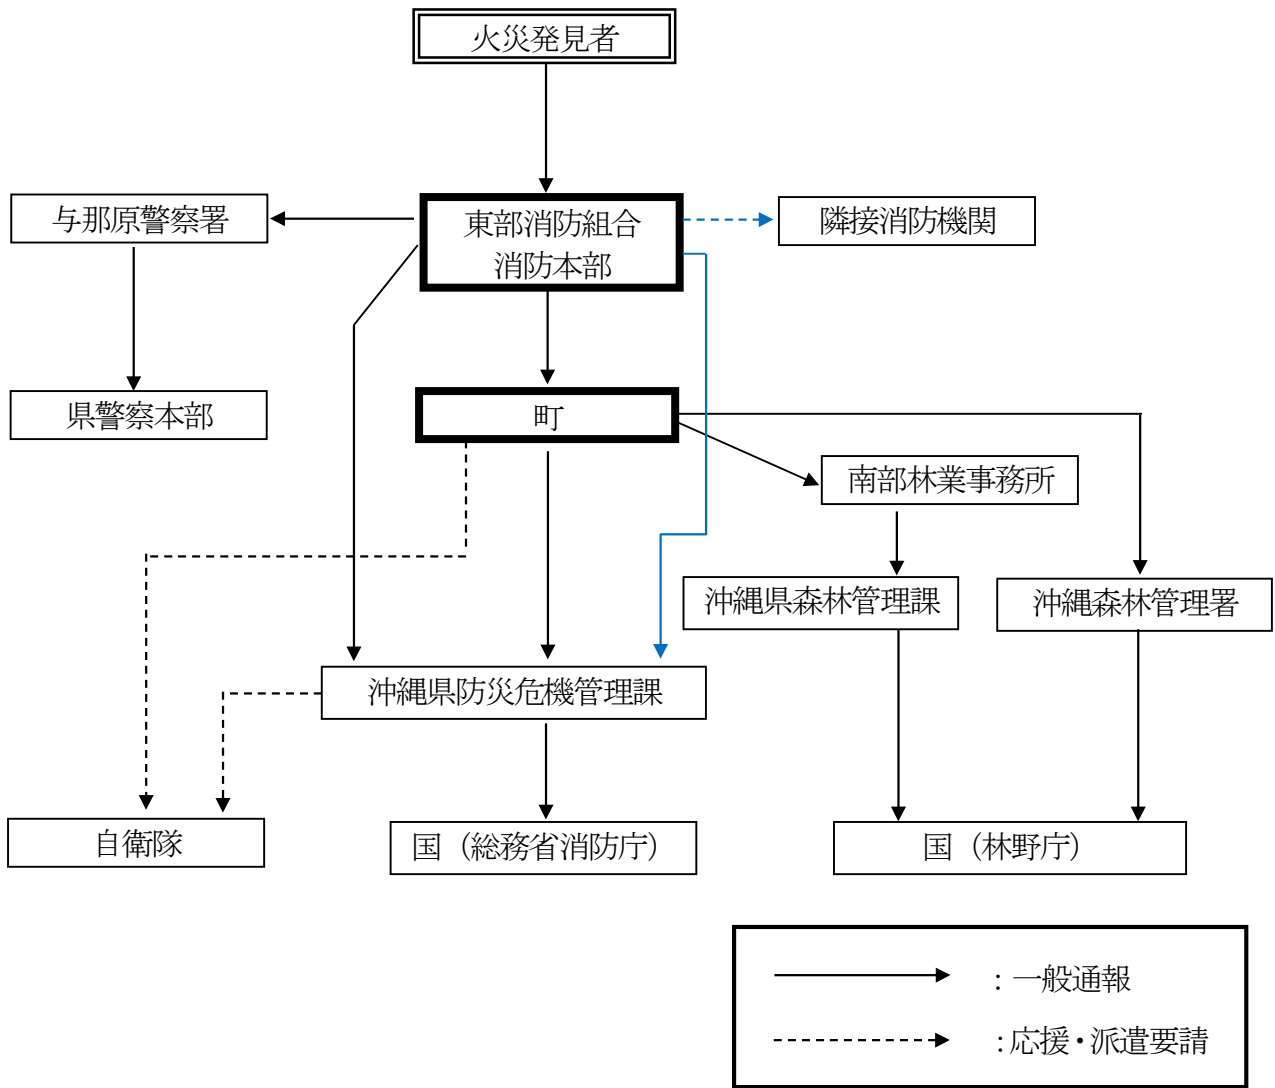 火災発見者
与那原警察署
東部消防組合
消防本部
隣接消防機関
県警察本部
町
南部林業事務所
沖縄県森林管理課
沖縄森林管理署
沖縄県防災危機管理課
自衛隊
国（総務省消防庁）
国（林野庁）
：一般通報
：応援・派遣要請